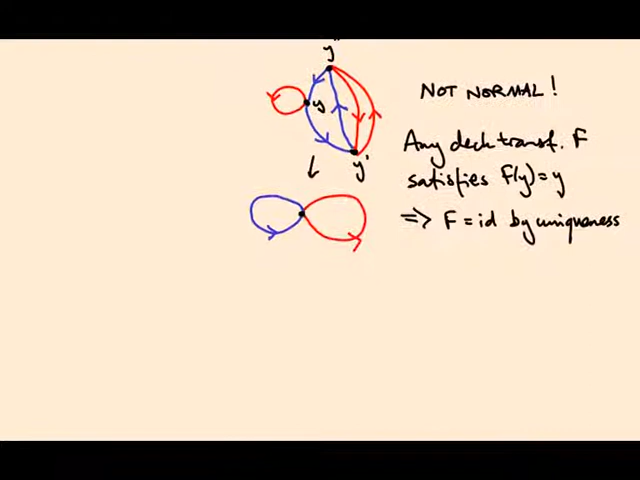 y"
y
y'
NOT NORMAL!
Any deck transf. F
satisfies F(y)=y
⇒ F = id by uniqueness